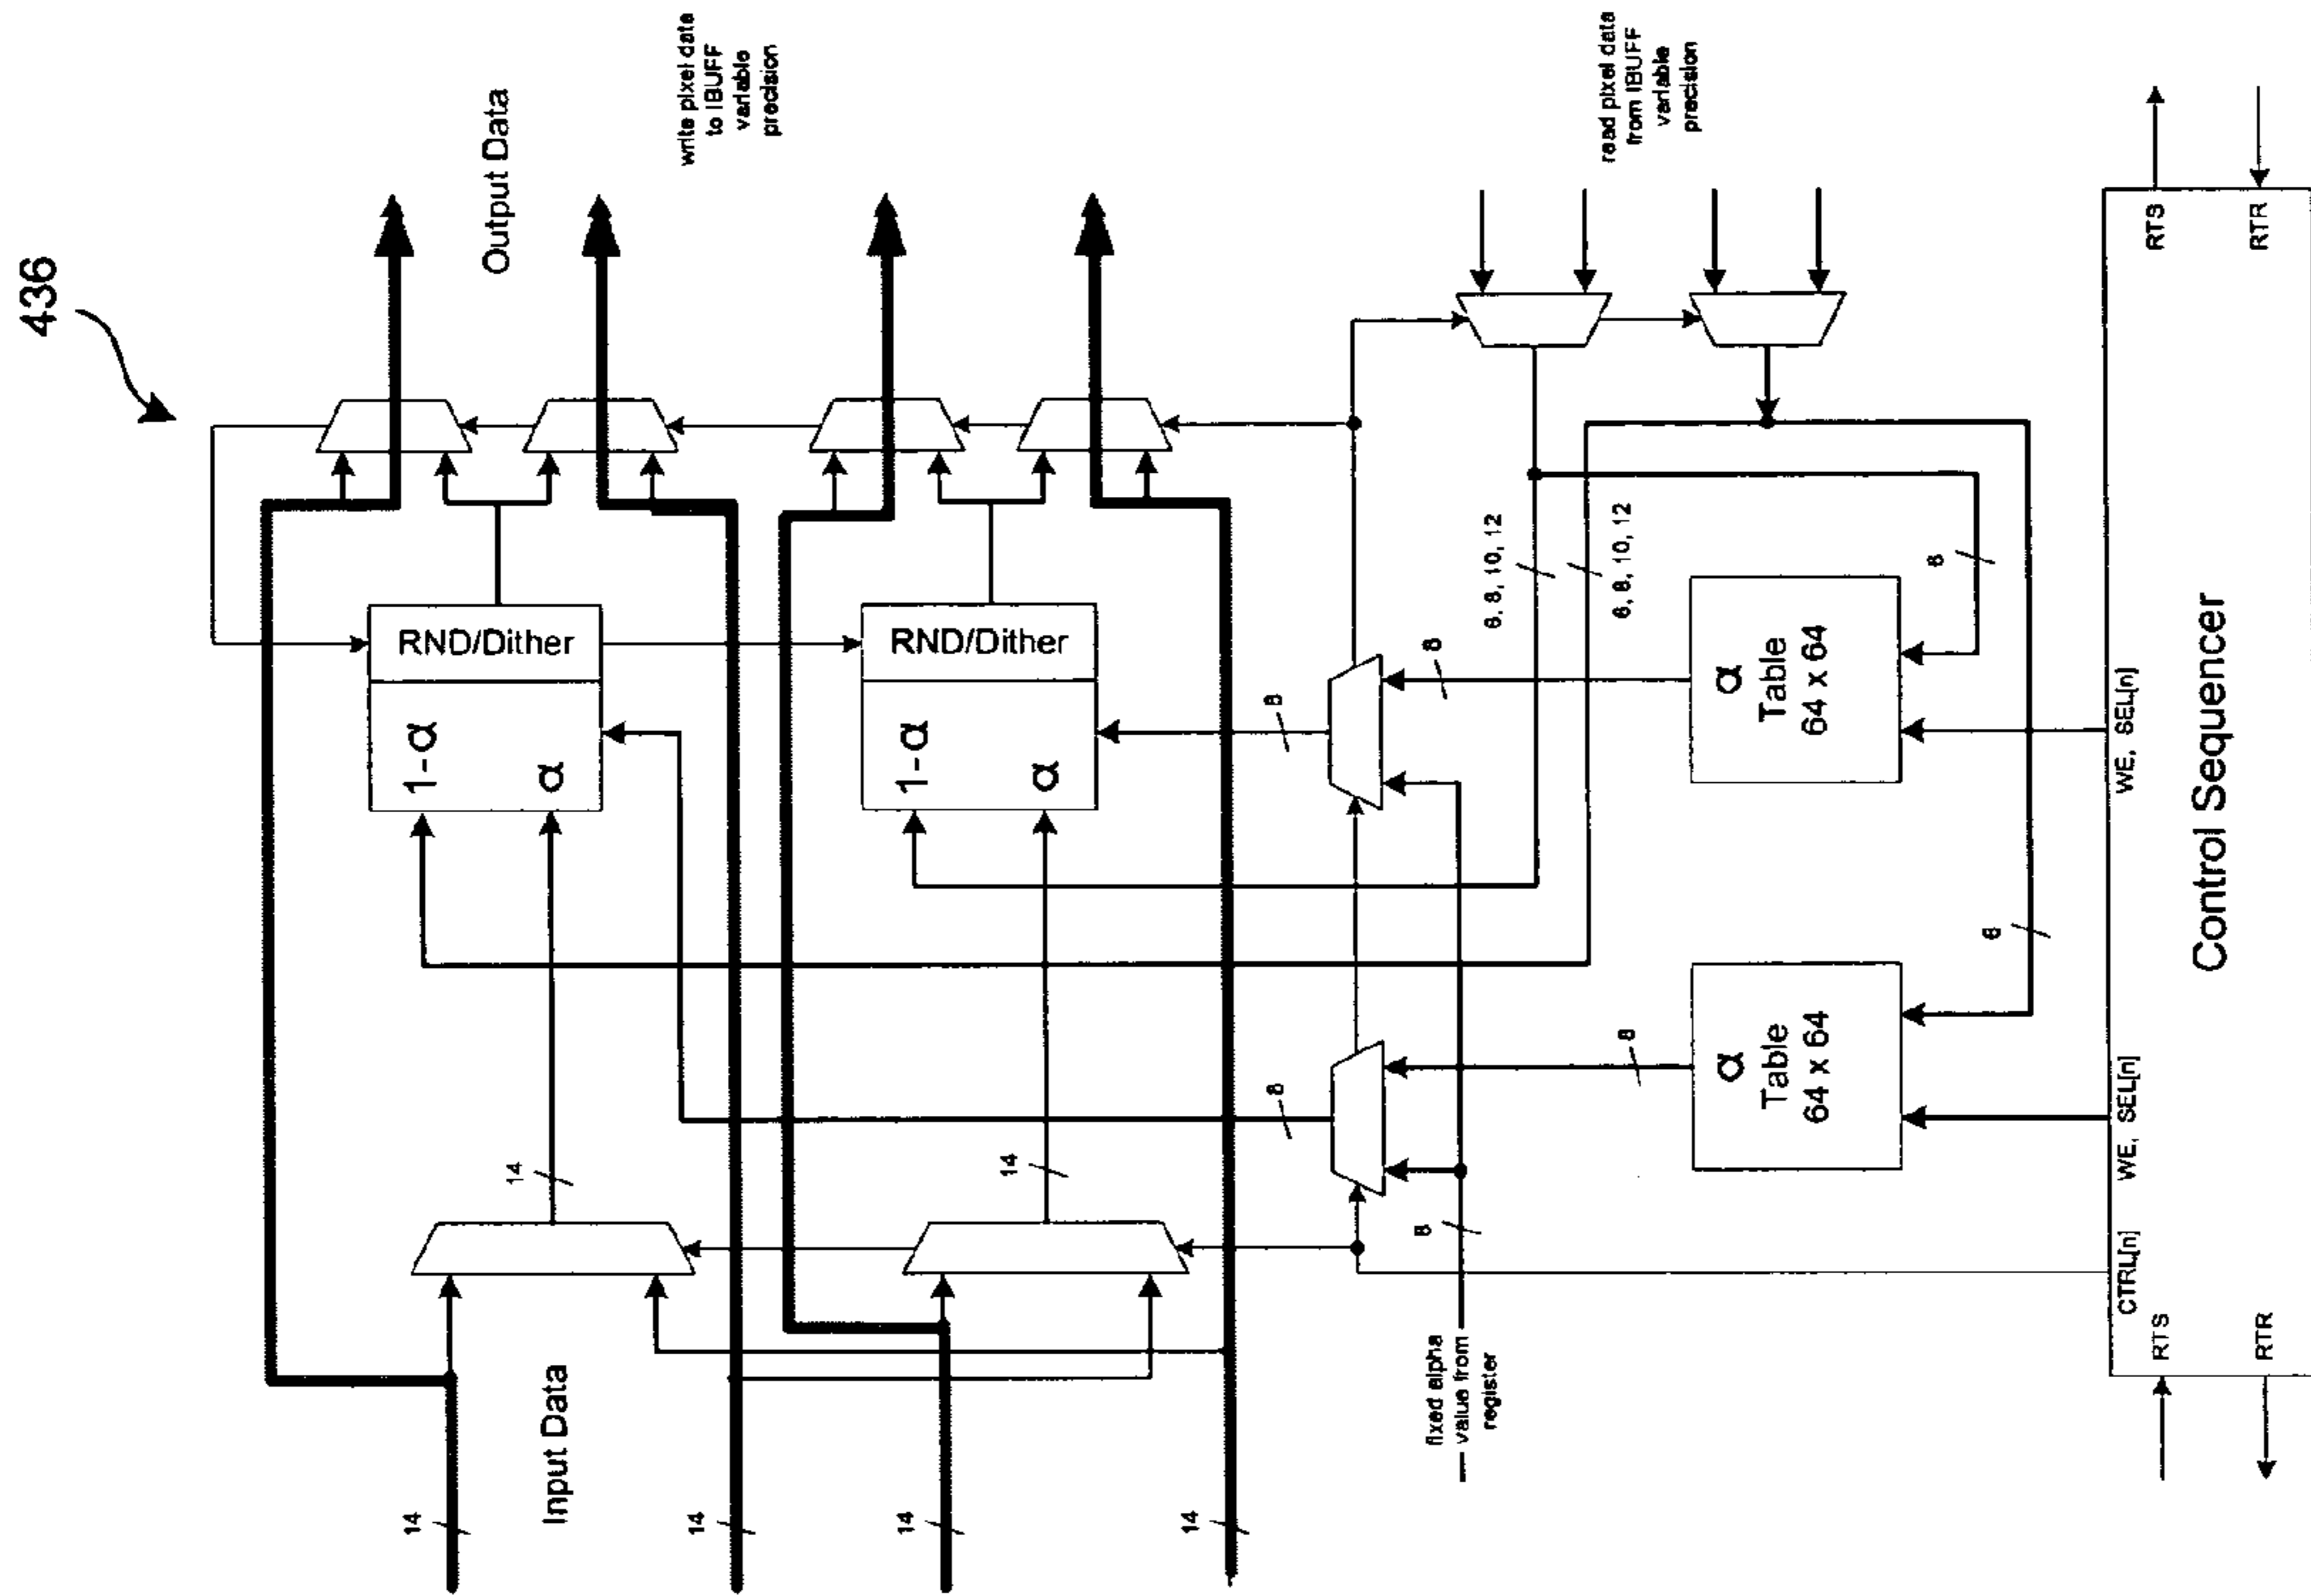 436
Output Data
write pixel data
to IBUFF
variable
precision
RND/Dither
1-α
α
14
Input Data
14
14
RND/Dither
1-α
α
14
14
14
read pixel data
from IBUFF
variable
precision
6, 8, 10, 12
6, 8, 10, 12
8
8
8
8
8
fixed alpha
value from
register
α
Table
64 x 64
α
Table
64 x 64
6
RTS
RTR
WE, SEL[n]
WE, SEL[n]
CTRL[n]
RTS
RTR
Control Sequencer